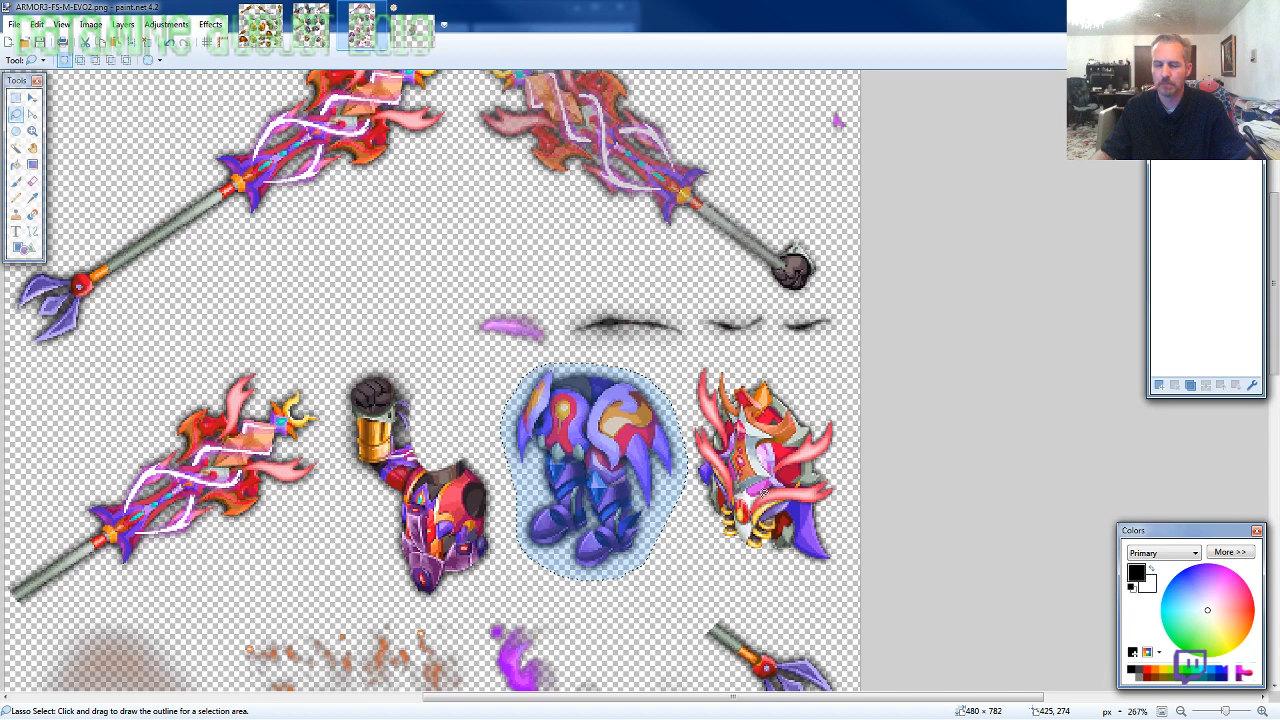 ARMOR3-FS-M-EVO2.png - paint.net 4.2
File Edit View Image Layers Adjustments Effects
Tool:
Tools
Colors
Primary
More >>
Lasso Select: Click and drag to draw the outline for a selection area.
480 × 782
425, 274
px
267%